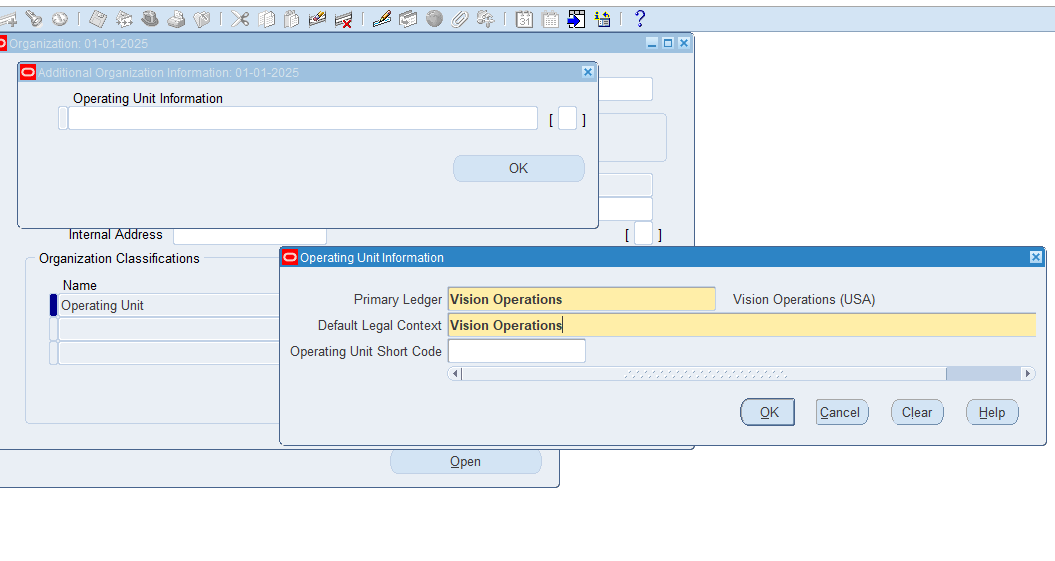 31
?
Organization: 01-01-2025
Additional Organization Information: 01-01-2025
Operating Unit Information
[ ]
OK
Internal Address
[ ]
Organization Classifications
Name
Operating Unit
Operating Unit Information
Primary Ledger Vision Operations Vision Operations (USA)
Default Legal Context Vision Operations
Operating Unit Short Code
OK Cancel Clear Help
Open